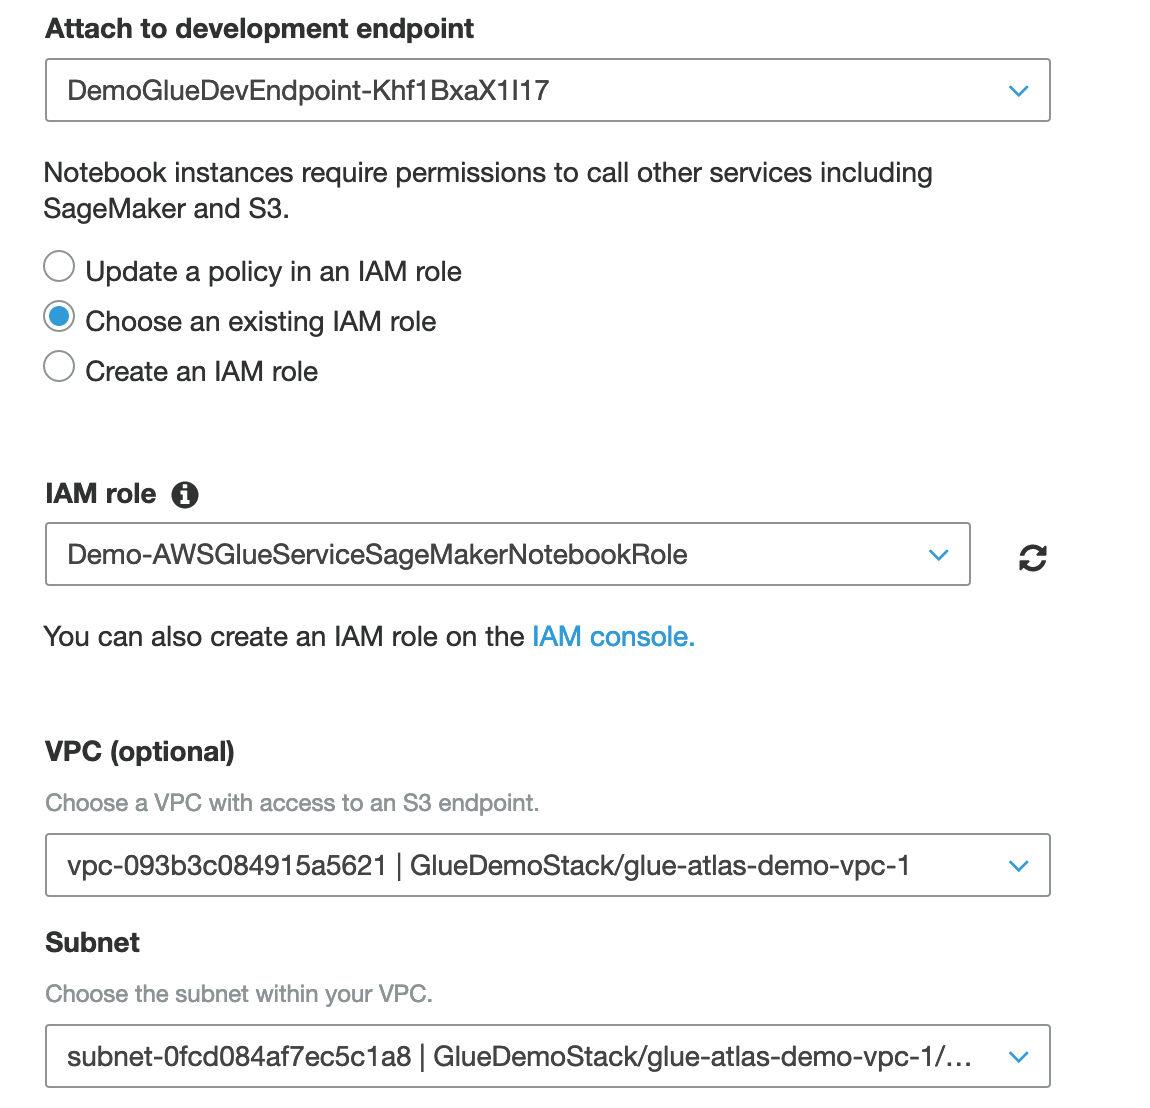 Attach to development endpoint
DemoGlueDevEndpoint-Khf1BxaX1I17
Notebook instances require permissions to call other services including
SageMaker and S3.
Update a policy in an IAM role
Choose an existing IAM role
Create an IAM role
IAM role
Demo-AWSGlueServiceSageMakerNotebookRole
You can also create an IAM role on the IAM console.
VPC (optional)
Choose a VPC with access to an S3 endpoint.
vpc-093b3c084915a5621 | GlueDemoStack/glue-atlas-demo-vpc-1
Subnet
Choose the subnet within your VPC.
subnet-0fcd084af7ec5c1a8 | GlueDemoStack/glue-atlas-demo-vpc-1/...